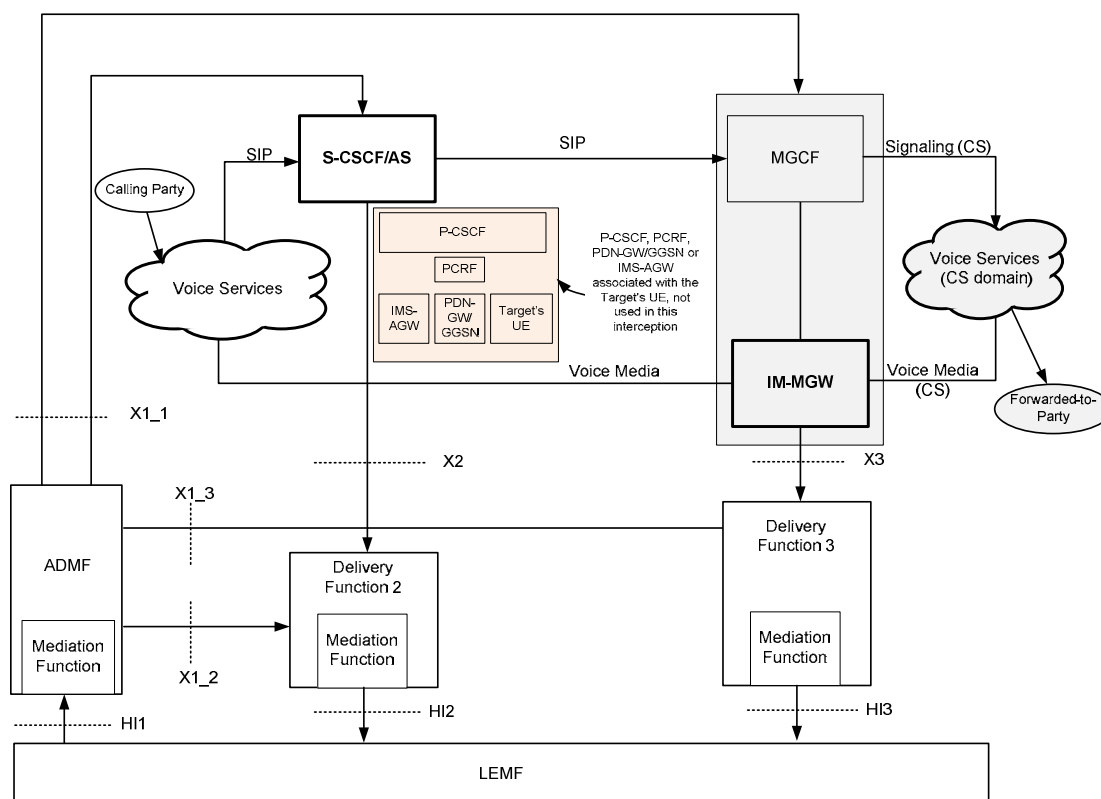 SIP
S-CSCF/AS
SIP
MGCF
Signaling (CS)
Calling Party
Voice Services
P-CSCF
PCRF
IMS-
AGW
PDN-
GW/
GGSN
Target's
UE
P-CSCF, PCRF,
PDN-GW/GGSN or
IMS-AGW
associated with the
Target's UE, not
used in this
interception
Voice Services
(CS domain)
Voice Media
IM-MGW
Voice Media
(CS)
Forwarded-to-
Party
X1_1
X2
X3
X1_3
ADMF
Mediation
Function
X1_2
Delivery
Function 2
Mediation
Function
Delivery
Function 3
Mediation
Function
HI1
HI2
HI3
LEMF